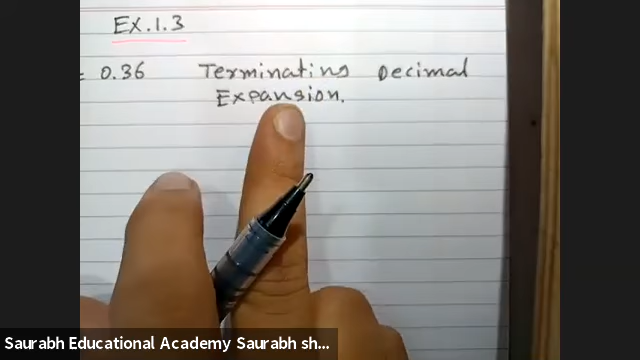 EX.1.3
= 0.36 Terminating Decimal
Expansion.
Saurabh Educational Academy Saurabh sh...